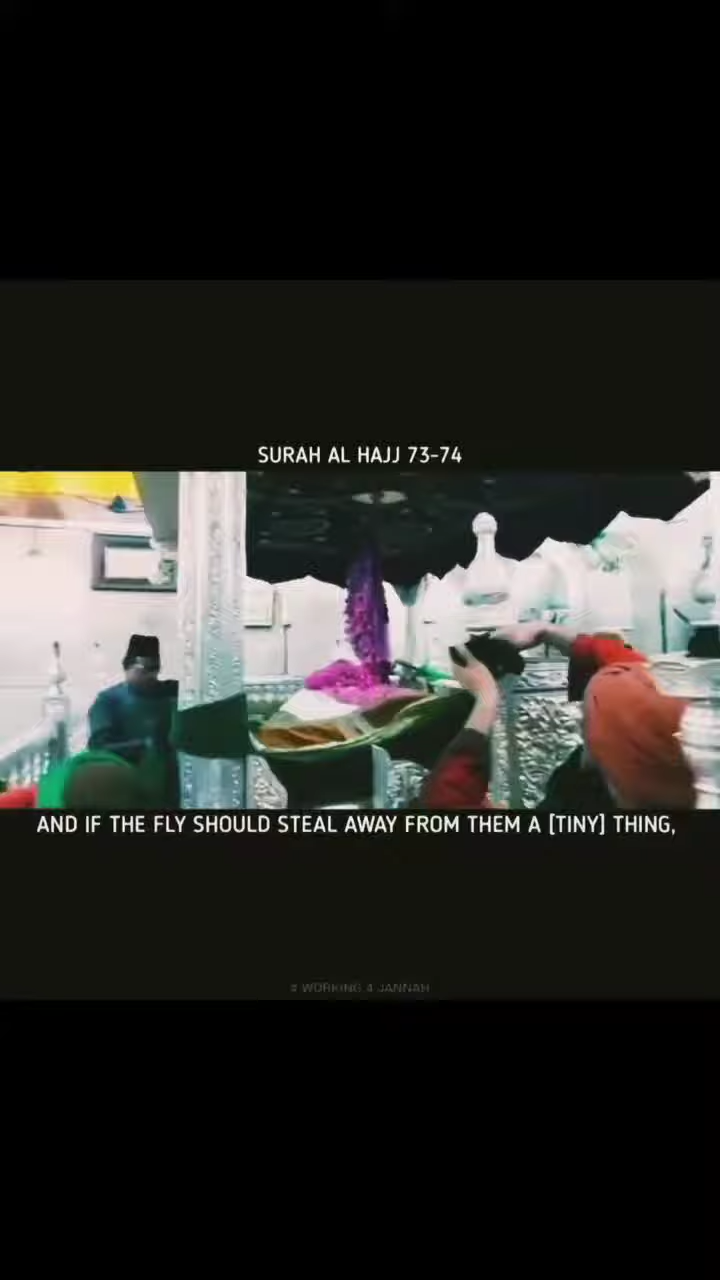 SURAH AL HAJJ 73-74
AND IF THE FLY SHOULD STEAL AWAY FROM THEM A [TINY] THING,
# WORKING 4 JANNAH